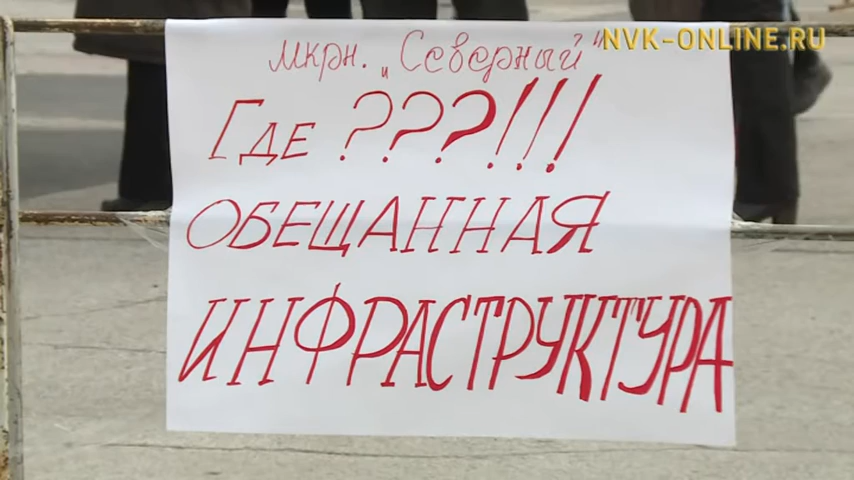 NVK-ONLINE.RU
мкрн. „Северный"
Где ???!!!
ОБЕЩАННАЯ
ИНФРАСТРУКТУРА